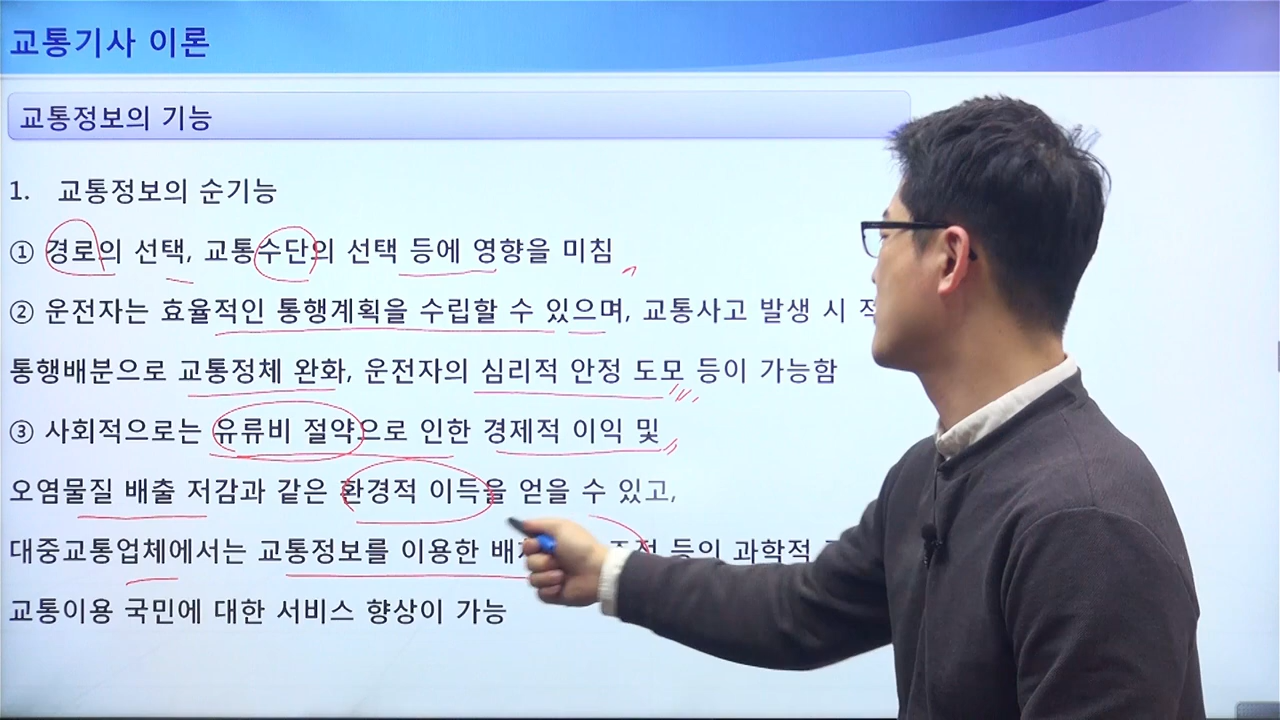 교통기사 이론
교통정보의 기능
1. 교통정보의 순기능
① 경로의 선택, 교통수단의 선택 등에 영향을 미침
② 운전자는 효율적인 통행계획을 수립할 수 있으며, 교통사고 발생 시
통행배분으로 교통정체 완화, 운전자의 심리적 안정 도모 등이 가능함
③ 사회적으로는 유류비 절약으로 인한 경제적 이익 및
오염물질 배출 저감과 같은 환경적 이득을 얻을 수 있고,
대중교통업체에서는 교통정보를 이용한 등의 과학적
교통이용 국민에 대한 서비스 향상이 가능